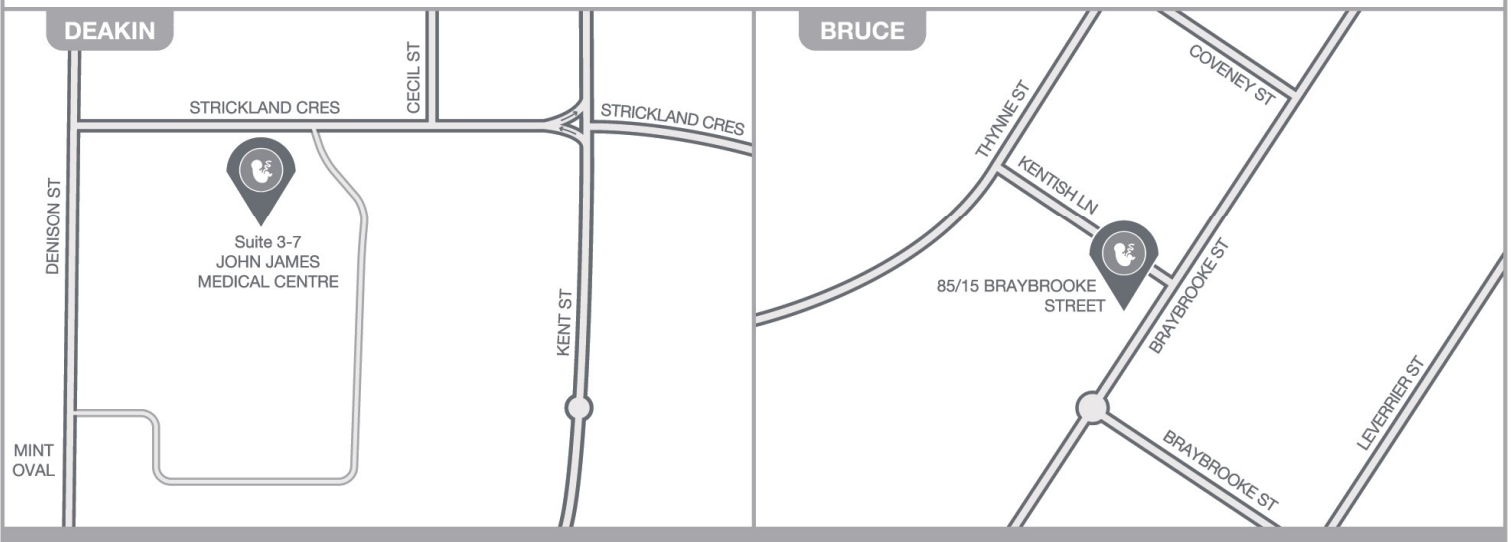 DEAKIN
CECIL ST
STRICKLAND CRES
STRICKLAND CRES
DENISON ST
Suite 3-7
JOHN JAMES
MEDICAL CENTRE
KENT ST
MINT
OVAL
BRUCE
COVENEY ST
THYNNE ST
KENTISH LN
85/15 BRAYBROOKE
STREET
BRAYBROOKE ST
LEVERRIER ST
BRAYBROOKE ST